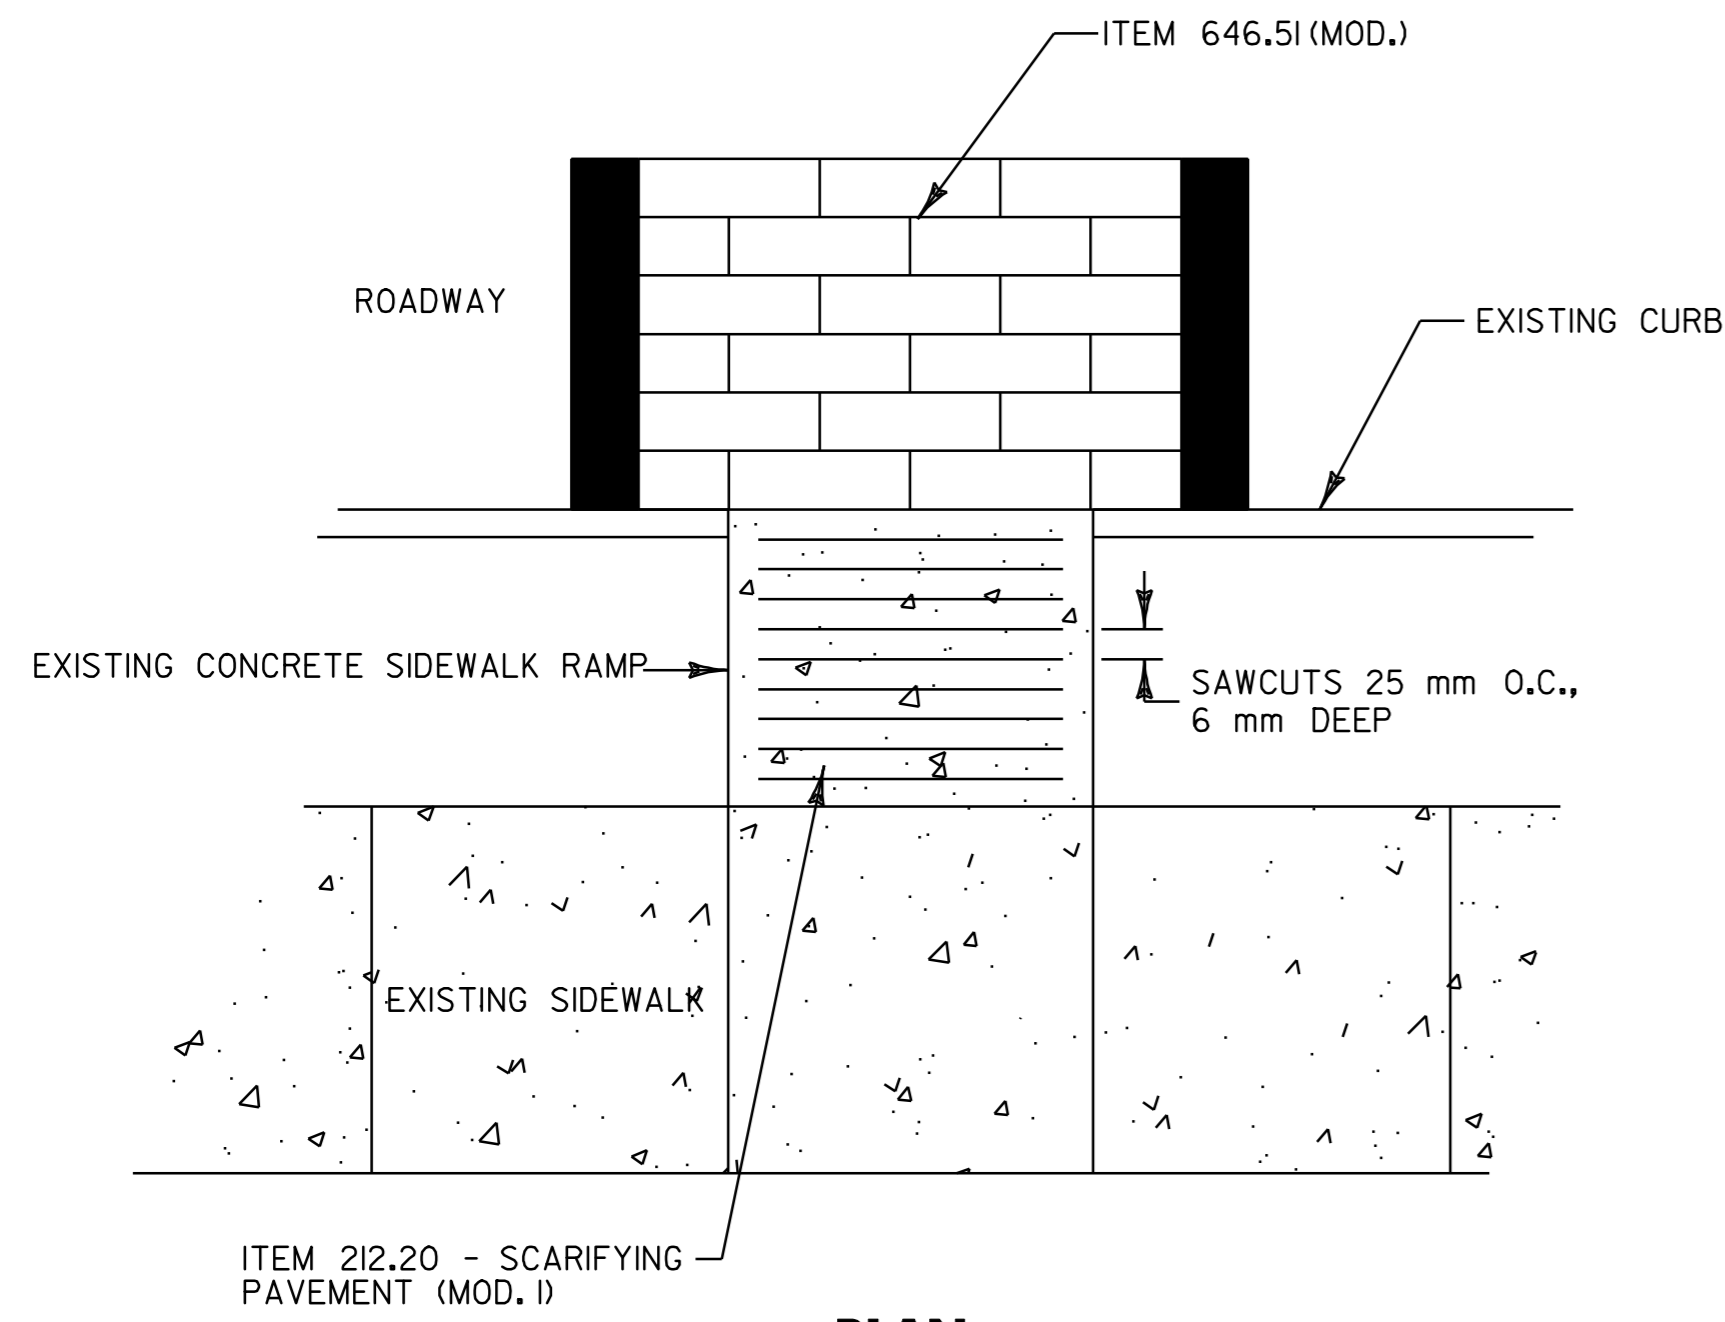 ITEM 646.51 (MOD.)
ROADWAY
EXISTING CURB
EXISTING CONCRETE SIDEWALK RAMP
SAWCUTS 25 mm O.C.,
6 mm DEEP
EXISTING SIDEWALK
ITEM 212.20 - SCARIFYING
PAVEMENT (MOD. 1)
PLAN